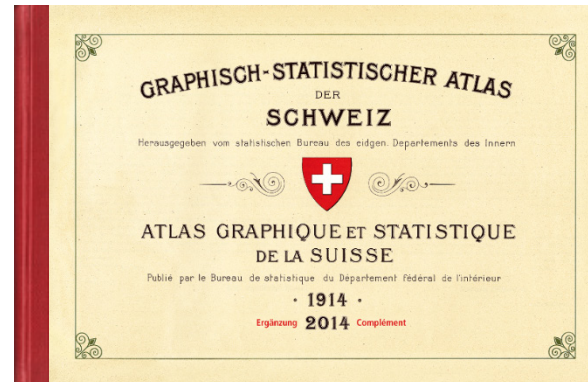 GRAPHISCH-STATISTISCHER ATLAS
DER
SCHWEIZ
Herausgegeben vom statistischen Bureau des eidgen. Departements des Innern
ATLAS GRAPHIQUE ET STATISTIQUE
DE LA SUISSE
Publié par le Bureau de statistique du Département fédéral de l'intérieur
· 1914 ·
Ergänzung 2014 Complément